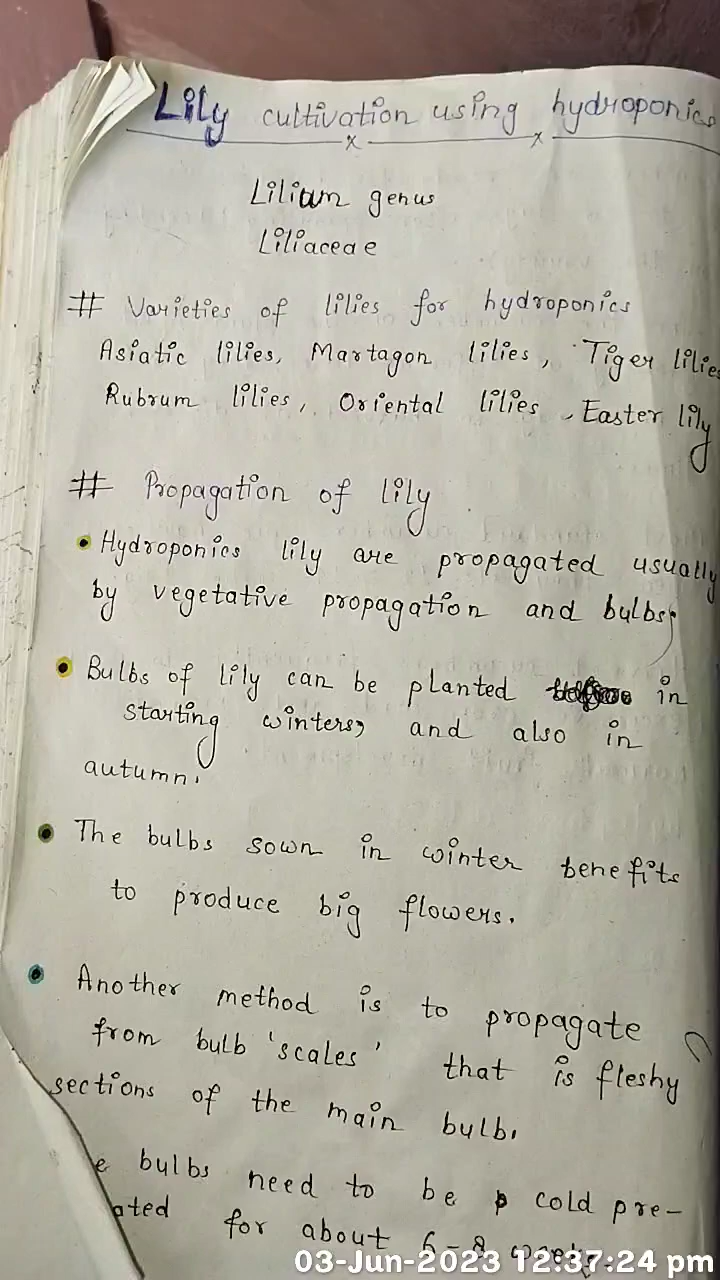 Lily cultivation using hydroponics
Lilium genus
Liliaceae
# Varieties of lilies for hydroponics
Asiatic lilies, Martagon lilies, Tiger lilies
Rubrum lilies, Oriental lilies, Easter lily
# Propagation of lily
• Hydroponics lily are propagated usually
by vegetative propagation and bulbs;
• Bulbs of lily can be planted in
starting winters, and also in
autumn.
• The bulbs sown in winter benefits
to produce big flowers.
• Another method is to propagate
from bulb 'scales' that is fleshy
sections of the main bulb.
e bulbs need to be cold pre-
ated for about 6-8 weeks.
03-Jun-2023 12:37:24 pm